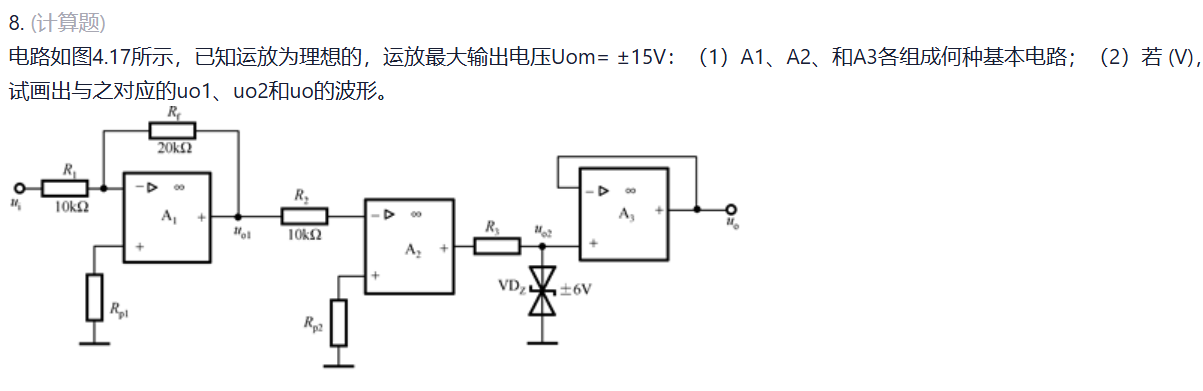 8. (计算题)
电路如图4.17所示，已知运放为理想的，运放最大输出电压Uom= ±15V：（1）A1、A2、和A3各组成何种基本电路；（2）若 (V),
试画出与之对应的uo1、uo2和uo的波形。
Rf
20kΩ
R1
10kΩ
ui
− ▷ ∞
A1
+
+
Rp1
uo1
R2
10kΩ
− ▷ ∞
A2
+
+
Rp2
R3
uo2
VDZ
±6V
− ▷ ∞
A3
+
+
uo